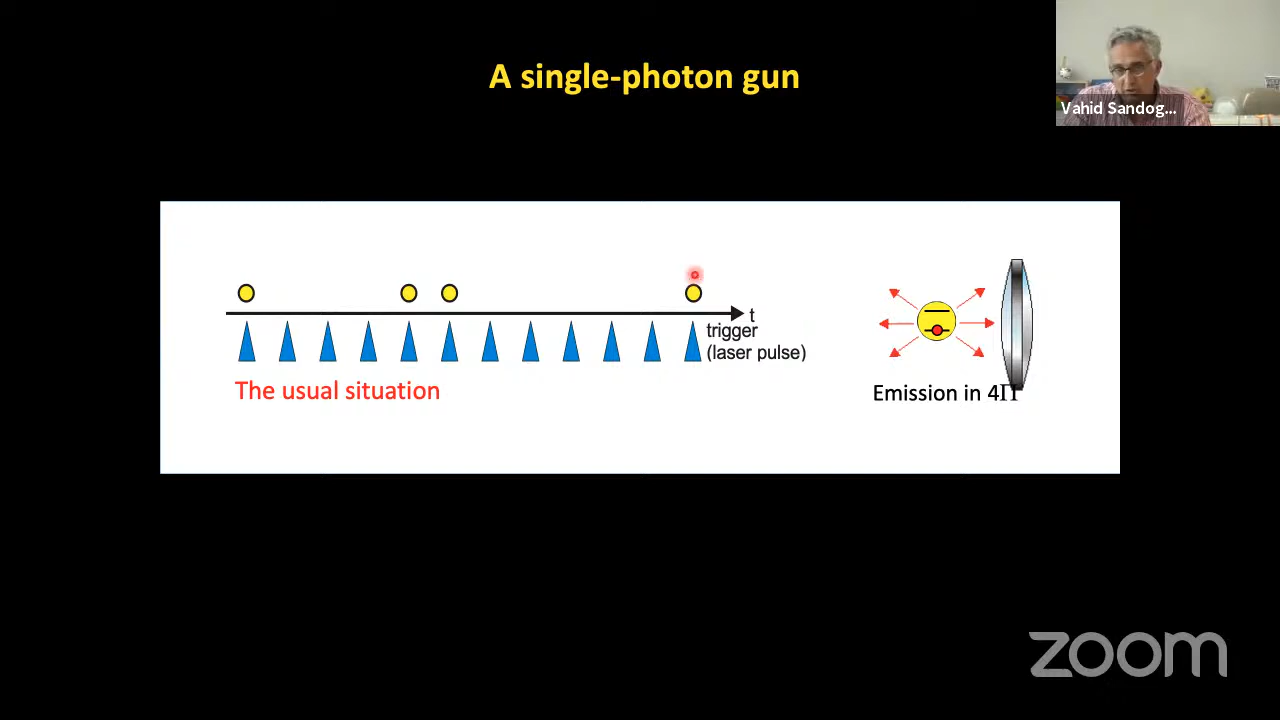 A single-photon gun
Vahid Sandog...
t
trigger
(laser pulse)
The usual situation
Emission in 4Π
zoom